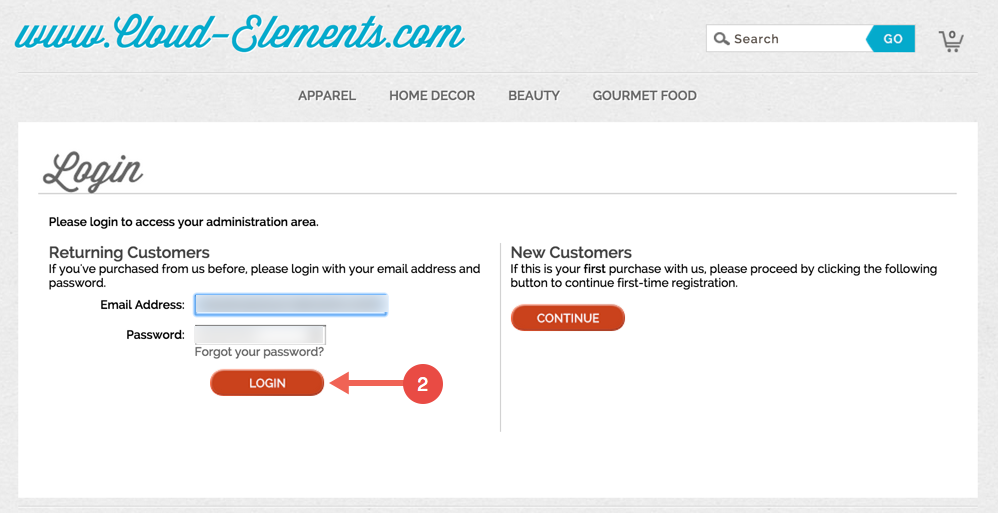 www.Cloud-Elements.com
Search
GO
0
APPAREL HOME DECOR BEAUTY GOURMET FOOD
Login
Please login to access your administration area.
Returning Customers
If you've purchased from us before, please login with your email address and
password.
Email Address:
Password:
Forgot your password?
LOGIN
2
New Customers
If this is your first purchase with us, please proceed by clicking the following
button to continue first-time registration.
CONTINUE